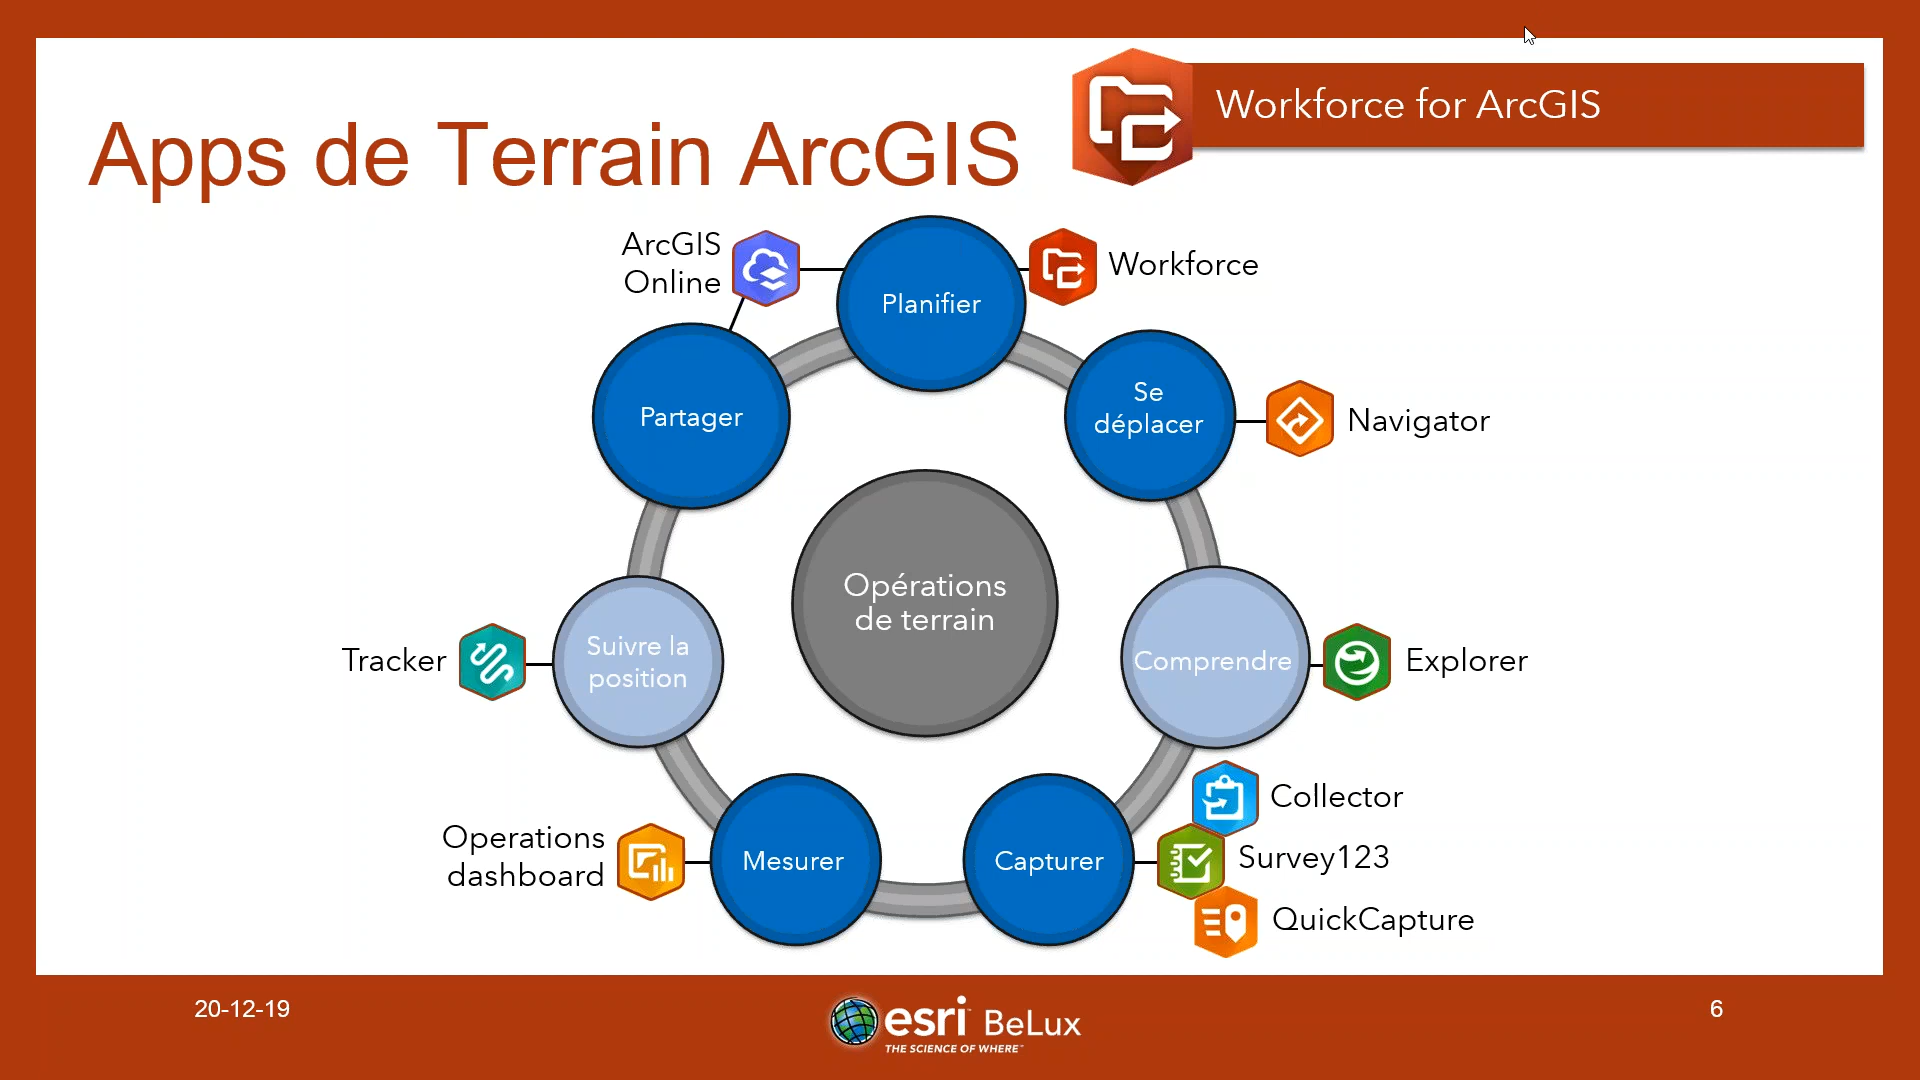 Workforce for ArcGIS
Apps de Terrain ArcGIS
ArcGIS
Online
Planifier
Workforce
Partager
Se
déplacer
Navigator
Opérations
de terrain
Tracker
Suivre la
position
Comprendre
Explorer
Operations
dashboard
Mesurer
Capturer
Collector
Survey123
QuickCapture
20-12-19
esri BeLux
THE SCIENCE OF WHERE™
6